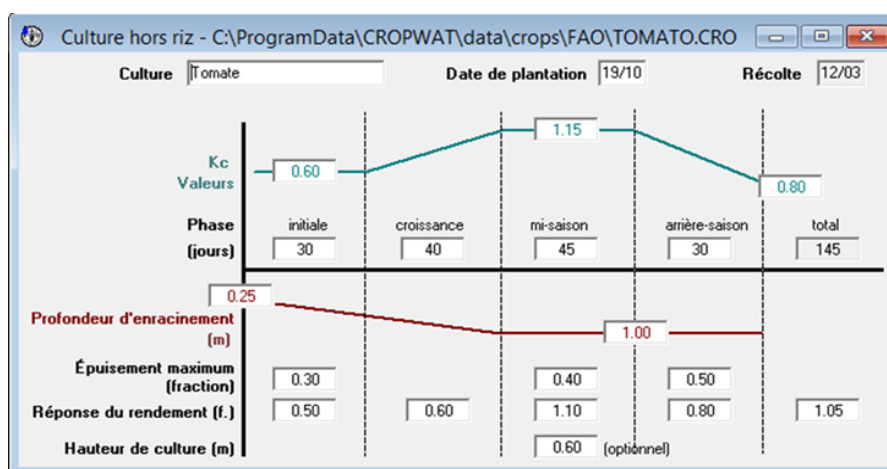 Culture hors riz - C:\ProgramData\CROPWAT\data\crops\FAO\TOMATO.CRO
Culture Tomate Date de plantation 19/10 Récolte 12/03
1.15
Kc 0.60
Valeurs 0.80
Phase initiale croissance mi-saison arrière-saison total
(jours) 30 40 45 30 145
0.25
Profondeur d'enracinement 1.00
(m)
Épuisement maximum
(fraction) 0.30 0.40 0.50
Réponse du rendement (f.) 0.50 0.60 1.10 0.80 1.05
Hauteur de culture (m) 0.60 (optionnel)